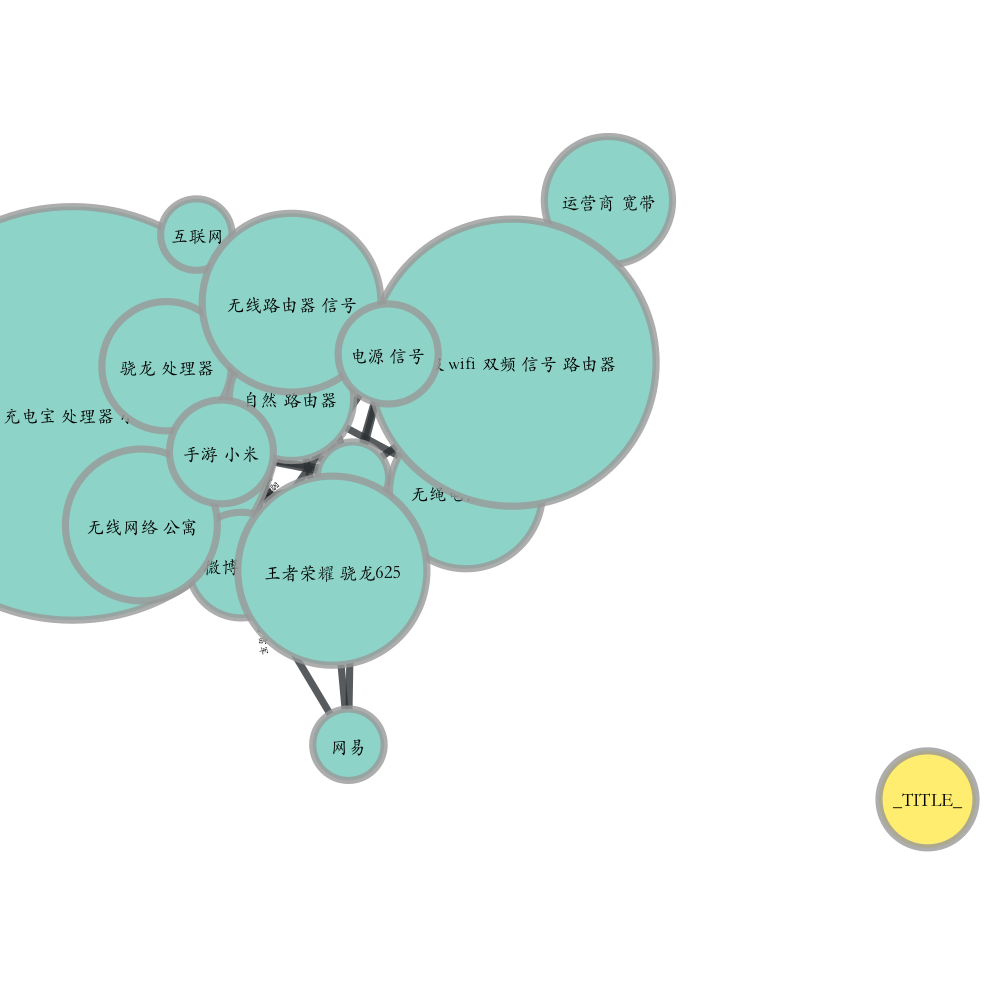 运营商 宽带
互联网
无线路由器 信号
电源 信号
wifi 双频 信号 路由器
骁龙 处理器
自然 路由器
充电宝 处理器
手游 小米
无绳
无线网络 公寓
微博
王者荣耀 骁龙625
网易
_TITLE_